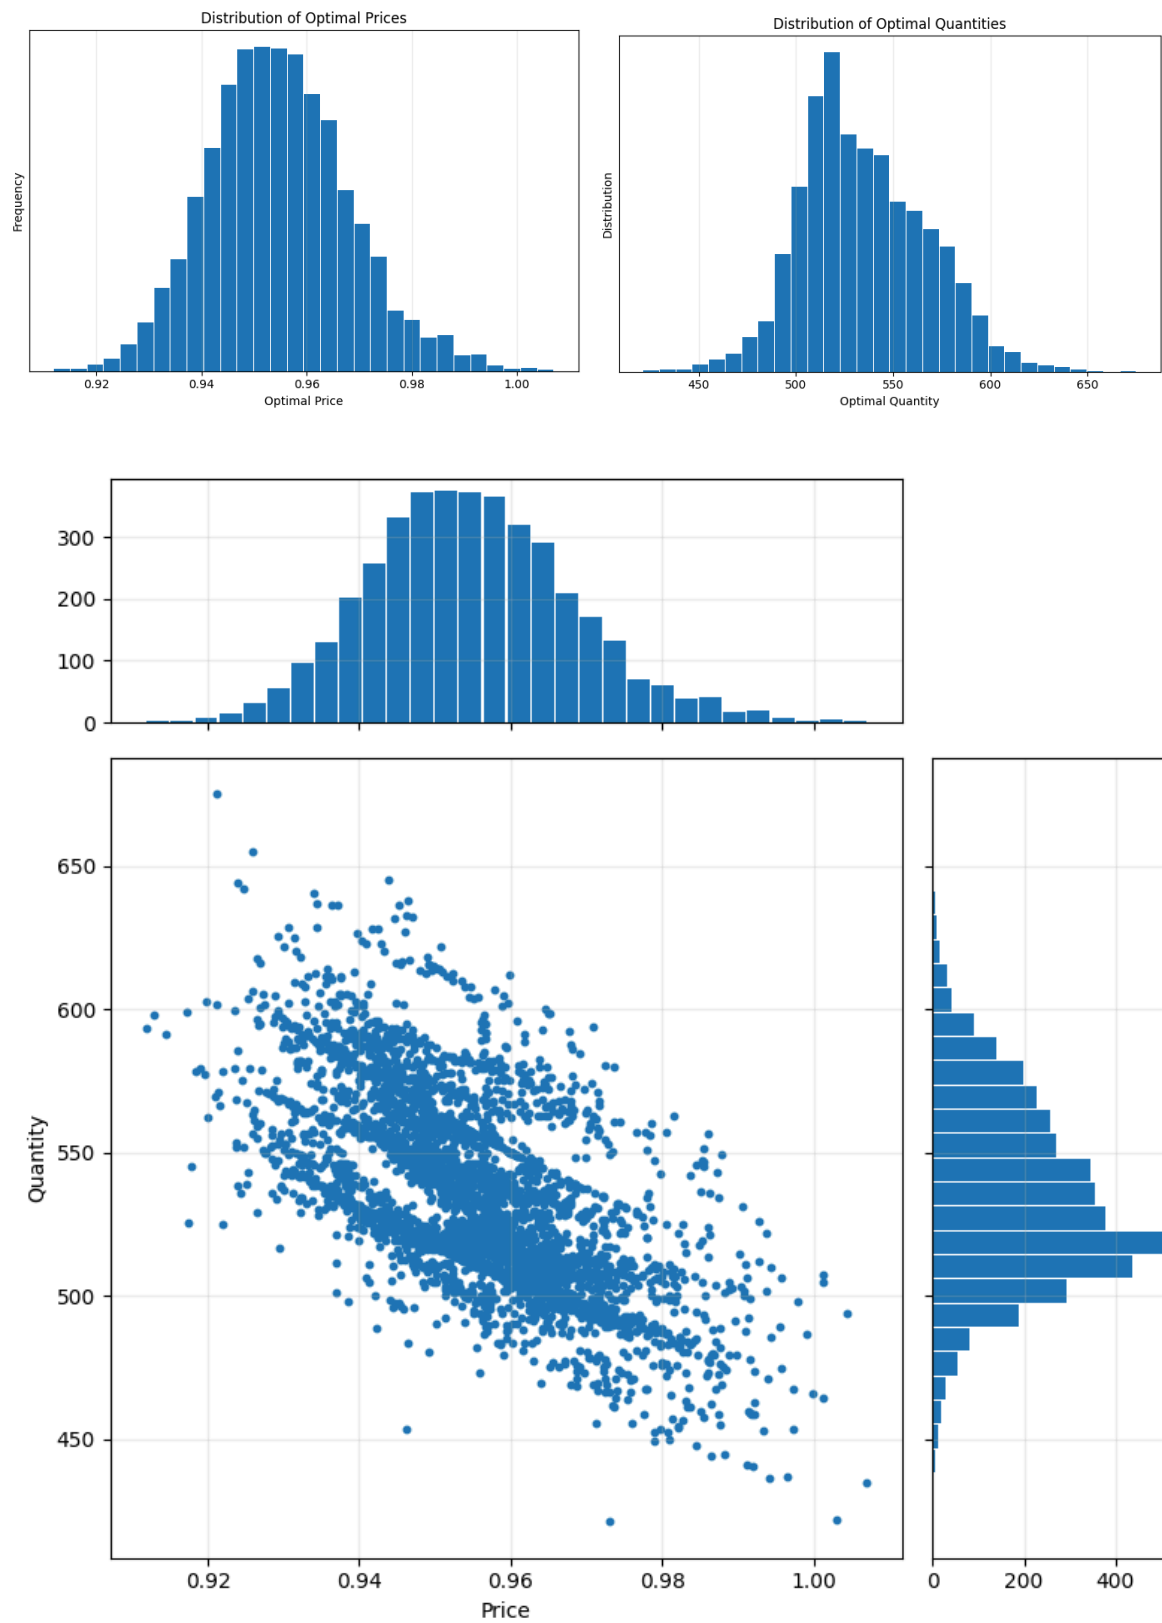 Distribution of Optimal Prices
Frequency
0.92 0.94 0.96 0.98 1.00
Optimal Price
Distribution of Optimal Quantities
Distribution
450 500 550 600 650
Optimal Quantity
300
200
100
0
650
600
550
500
450
Quantity
0.92 0.94 0.96 0.98 1.00
Price
0 200 400